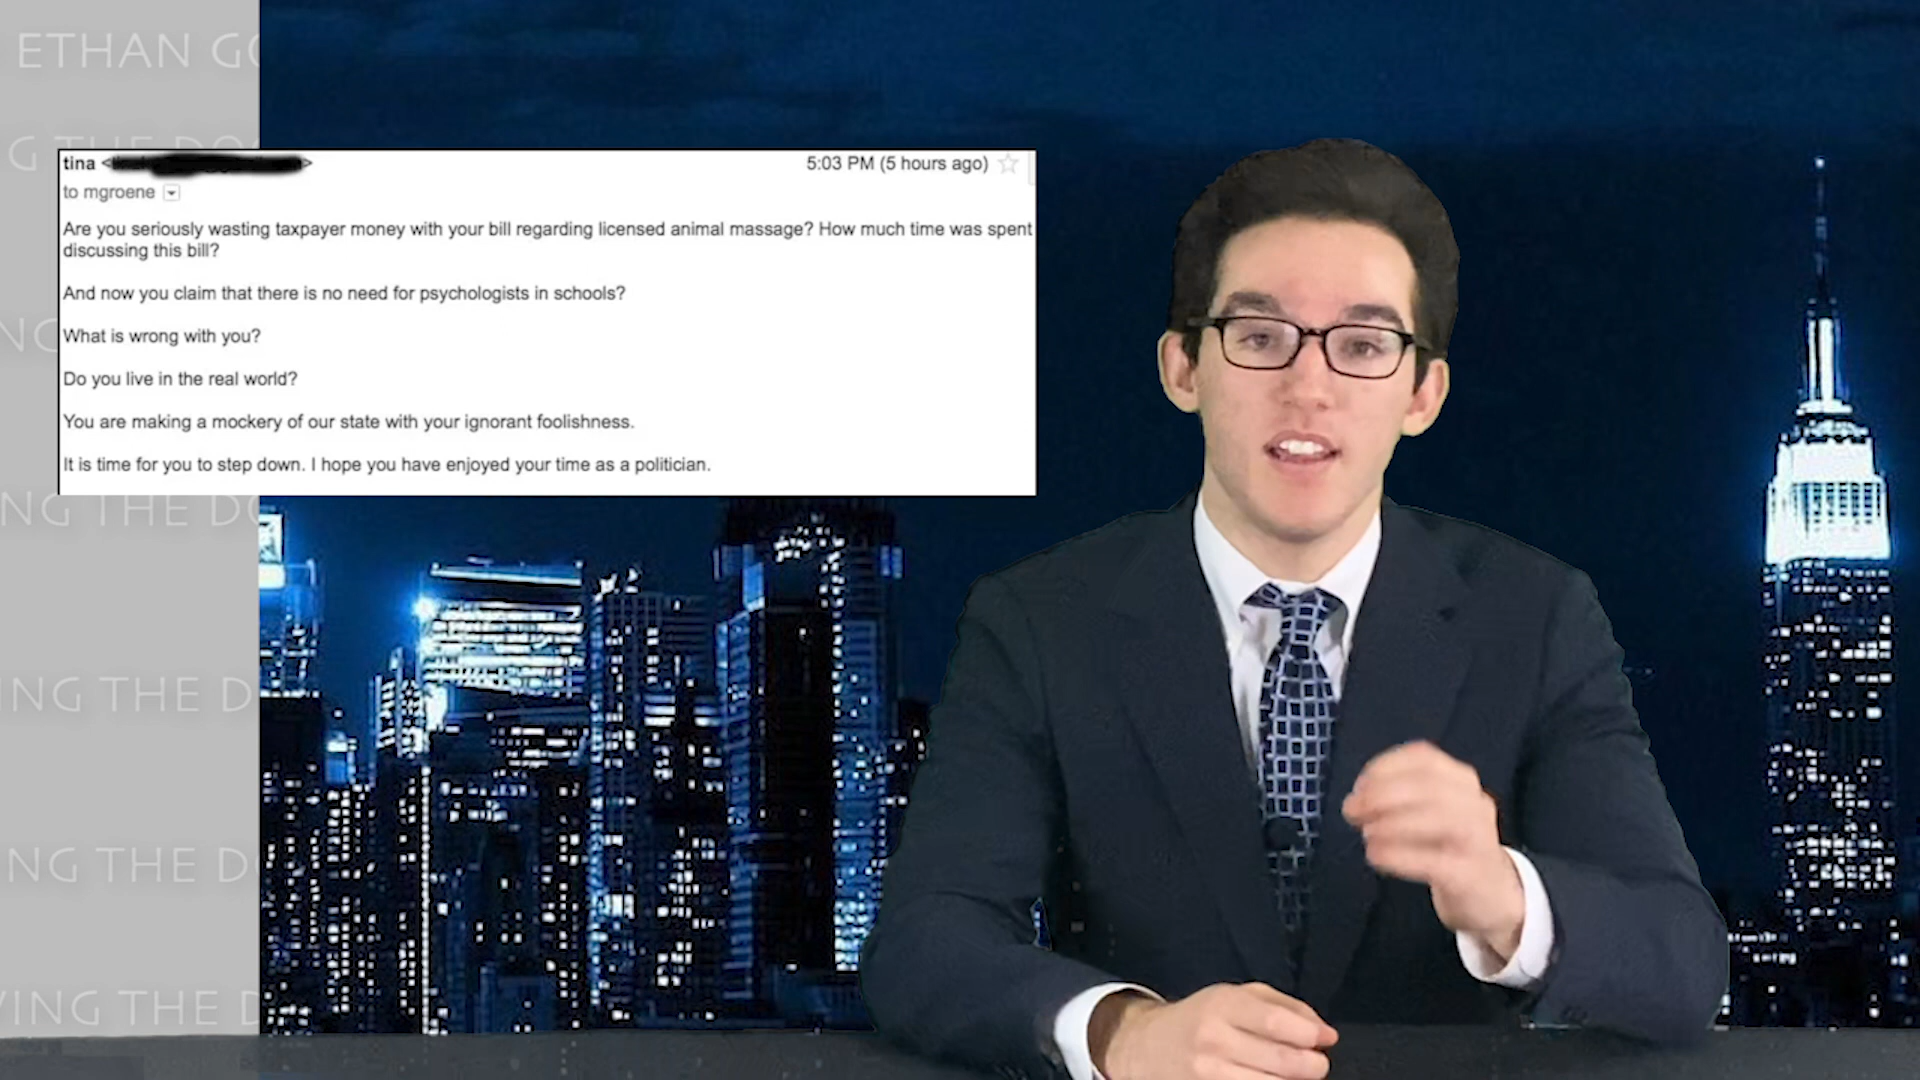 ETHAN
tina
5:03 PM (5 hours ago)
to mgroene
Are you seriously wasting taxpayer money with your bill regarding licensed animal massage? How much time was spent
discussing this bill?
And now you claim that there is no need for psychologists in schools?
What is wrong with you?
Do you live in the real world?
You are making a mockery of our state with your ignorant foolishness.
It is time for you to step down. I hope you have enjoyed your time as a politician.
THE
THE
THE
THE